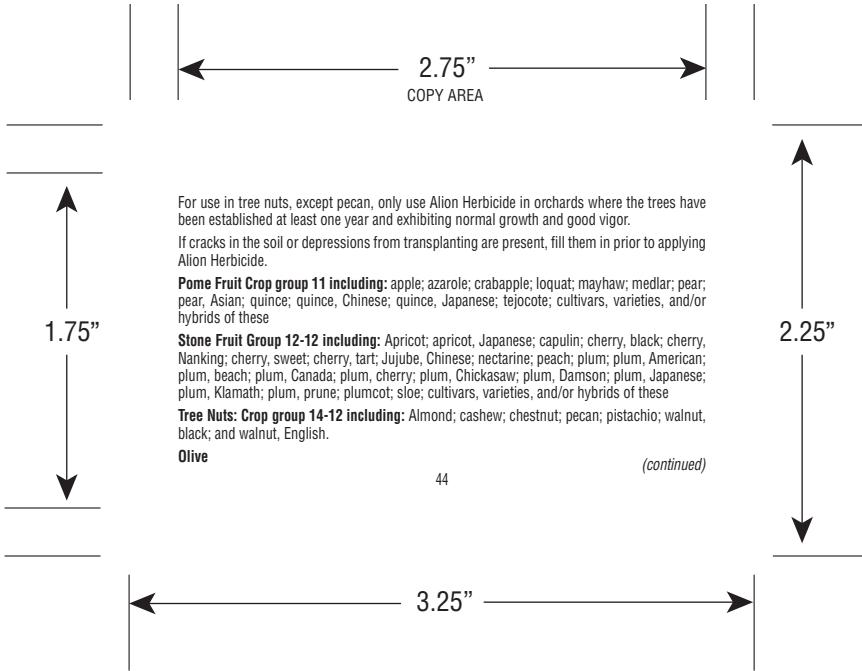 2.75”
COPY AREA
For use in tree nuts, except pecan, only use Alion Herbicide in orchards where the trees have
been established at least one year and exhibiting normal growth and good vigor.
If cracks in the soil or depressions from transplanting are present, fill them in prior to applying
Alion Herbicide.
Pome Fruit Crop group 11 including: apple; azarole; crabapple; loquat; mayhaw; medlar; pear;
pear, Asian; quince; quince, Chinese; quince, Japanese; tejocote; cultivars, varieties, and/or
hybrids of these
Stone Fruit Group 12-12 including: Apricot; apricot, Japanese; capulin; cherry, black; cherry,
Nanking; cherry, sweet; cherry, tart; Jujube, Chinese; nectarine; peach; plum; plum, American;
plum, beach; plum, Canada; plum, cherry; plum, Chickasaw; plum, Damson; plum, Japanese;
plum, Klamath; plum, prune; plumcot; sloe; cultivars, varieties, and/or hybrids of these
Tree Nuts: Crop group 14-12 including: Almond; cashew; chestnut; pecan; pistachio; walnut,
black; and walnut, English.
Olive
(continued)
44
1.75”
2.25”
3.25”